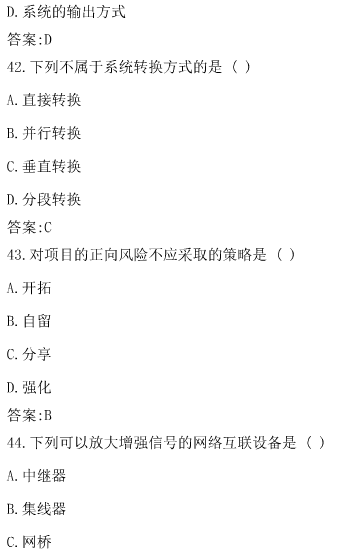 D.系统的输出方式
答案:D
42.下列不属于系统转换方式的是（ ）
A.直接转换
B.并行转换
C.垂直转换
D.分段转换
答案:C
43.对项目的正向风险不应采取的策略是（ ）
A.开拓
B.自留
C.分享
D.强化
答案:B
44.下列可以放大增强信号的网络互联设备是（ ）
A.中继器
B.集线器
C.网桥